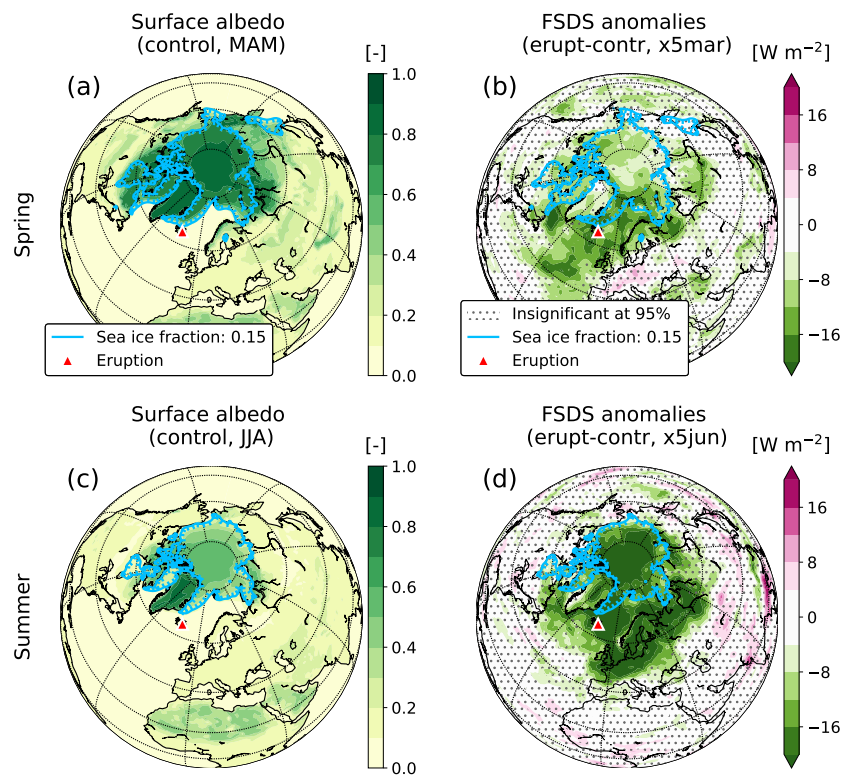 Surface albedo
(control, MAM)
FSDS anomalies
(erupt-contr, x5mar)
[-]
[W m−2]
(a)
(b)
Spring
1.0
0.8
0.6
0.4
0.2
0.0
16
8
0
−8
−16
Sea ice fraction: 0.15
Eruption
Insignificant at 95%
Sea ice fraction: 0.15
Eruption
Surface albedo
(control, JJA)
FSDS anomalies
(erupt-contr, x5jun)
[-]
[W m−2]
(c)
(d)
Summer
1.0
0.8
0.6
0.4
0.2
0.0
16
8
0
−8
−16